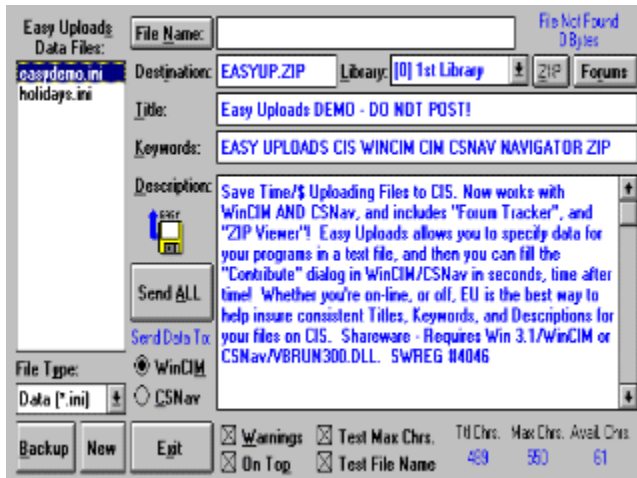 Easy Uploads
Data Files:
easydemo.ini
holidays.ini
File Type:
Data (*.ini)
Backup New
File Name:
File Not Found
0 Bytes
Destination: EASYUP.ZIP Library: [0] 1st Library ZIP Forums
Title: Easy Uploads DEMO - DO NOT POST!
Keywords: EASY UPLOADS CIS WINCIM CIM CSNAV NAVIGATOR ZIP
Description:
EASY
Send ALL
Send Data To:
WinCIM
CSNav
Exit
Save Time/$ Uploading Files to CIS. Now works with
WinCIM AND CSNav, and includes "Forum Tracker", and
"ZIP Viewer"! Easy Uploads allows you to specify data for
your programs in a text file, and then you can fill the
"Contribute" dialog in WinCIM/CSNav in seconds, time after
time! Whether you're on-line, or off, EU is the best way to
help insure consistent Titles, Keywords, and Descriptions for
your files on CIS. Shareware - Requires Win 3.1/WinCIM or
CSNav/VBRUN300.DLL. SWREG #4046
Warnings Test Max Chrs.
On Top Test File Name
Ttl Chrs. Max Chrs. Avail. Chrs.
489 550 61